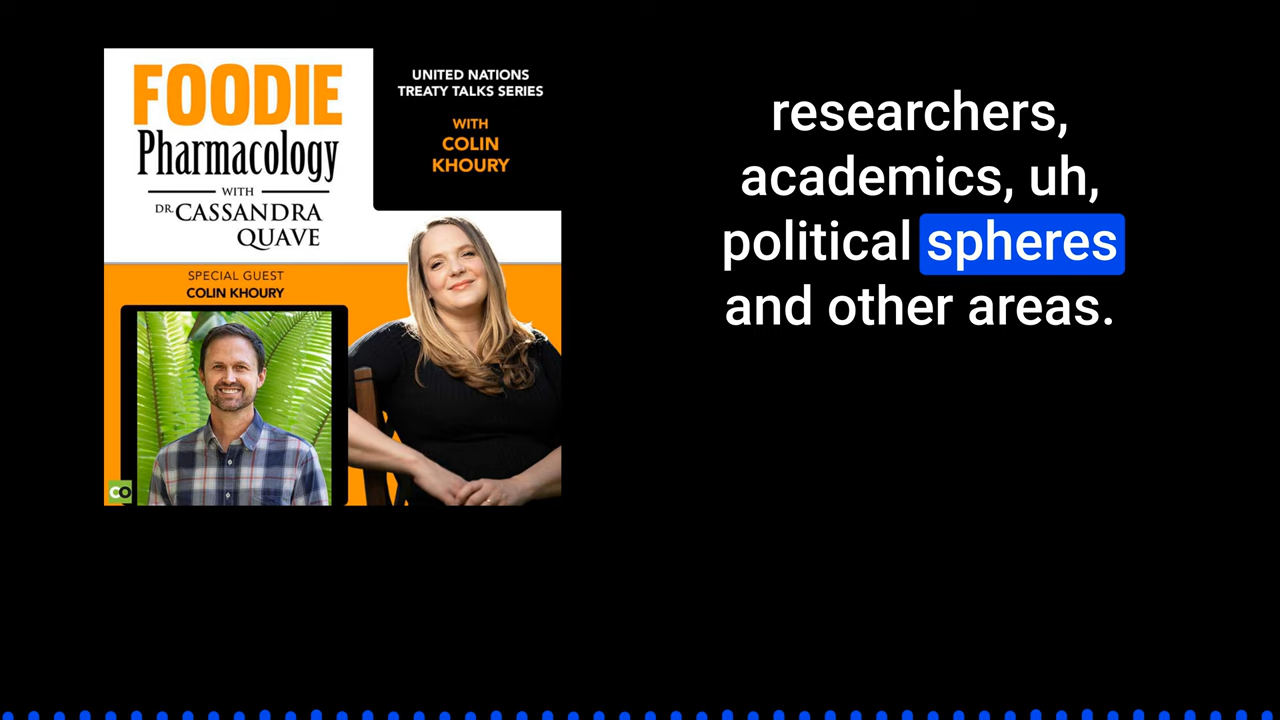 FOODIE
Pharmacology
WITH
DR. CASSANDRA
QUAVE
UNITED NATIONS
TREATY TALKS SERIES
WITH
COLIN
KHOURY
SPECIAL GUEST
COLIN KHOURY
CO
researchers,
academics, uh,
political spheres
and other areas.